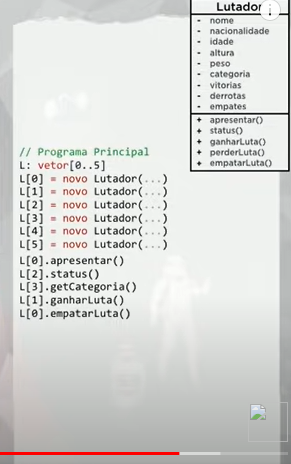 Lutador
- nome
- nacionalidade
- idade
- altura
- peso
- categoria
- vitorias
- derrotas
- empates
+ apresentar()
+ status()
+ ganharLuta()
+ perderLuta()
+ empatarLuta()
// Programa Principal
L: vetor[0..5]
L[0] = novo Lutador(...)
L[1] = novo Lutador(...)
L[2] = novo Lutador(...)
L[3] = novo Lutador(...)
L[4] = novo Lutador(...)
L[5] = novo Lutador(...)
L[0].apresentar()
L[2].status()
L[3].getCategoria()
L[1].ganharLuta()
L[0].empatarLuta()